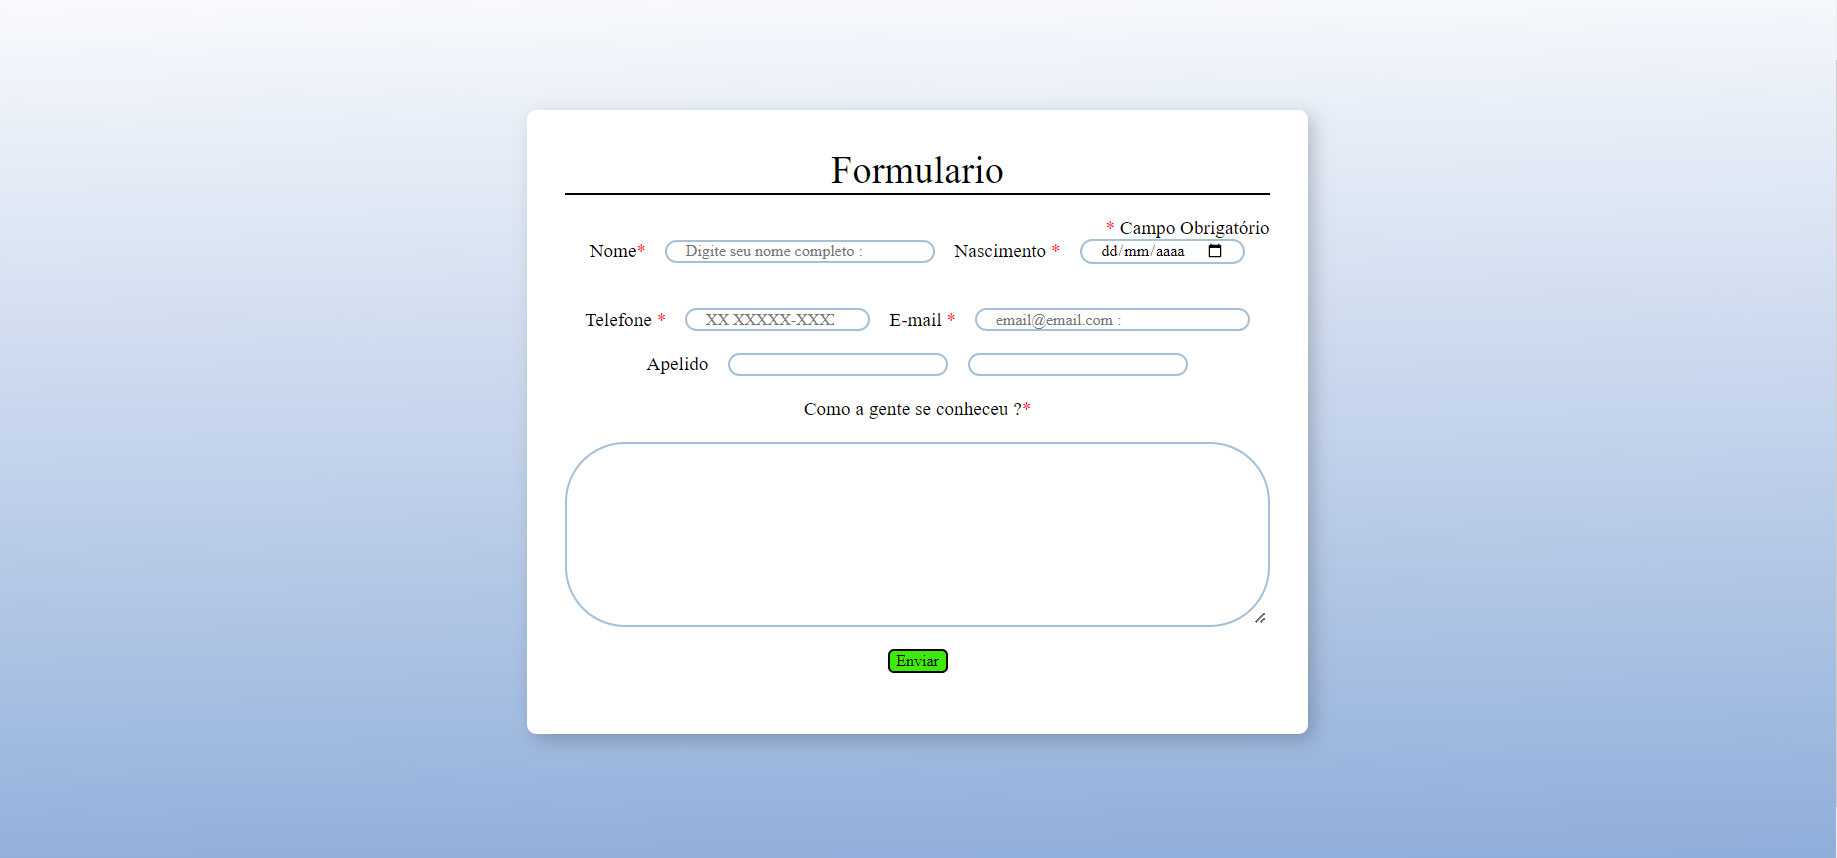 Formulario
* Campo Obrigatório
Nome* Digite seu nome completo : Nascimento * dd/mm/aaaa
Telefone * XX XXXXX-XXX E-mail * email@email.com :
Apelido
Como a gente se conheceu ?*
Enviar